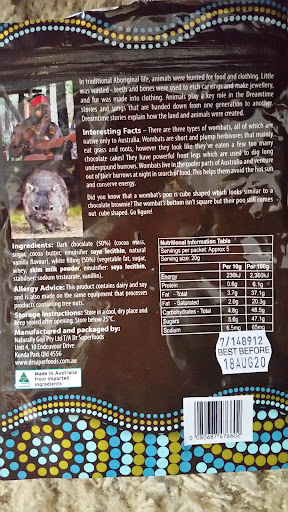 In traditional Aboriginal life, animals were hunted for food and clothing. Little
was wasted – teeth and bones were used to etch carvings and make jewellery,
and fur was made into clothing. Animals play a key role in the Dreamtime
stories and songs that are handed down from one generation to another.
Dreamtime stories explain how the land and animals were created.
Interesting Facts – There are three types of wombats, all of which are
native only to Australia. Wombats are short and plump herbivores that mainly
eat grass and roots, however they look like they've eaten a few too many
chocolate cakes! They have powerful front legs which are used to dig long
underground burrows. Wombats live in the cooler parts of Australia and venture
out of their burrows at night in search of food. This helps them avoid the hot sun
and conserve energy.
Did you know that a wombat's poo is cube shaped which looks similar to a
chocolate brownie? The wombat's bottom isn't square but their poo still comes
out cube shaped. Go figure!
Ingredients: Dark chocolate (50%) (cocoa mass,
sugar, cocoa butter, emulsifier, soya lecithin, natural
vanilla flavour), white filling (50%) (vegetable fat, sugar,
whey, skim milk powder, emulsifier: soya lecithin,
stabiliser: sodium tristearate, vanillin).
Allergy Advice: This product contains dairy and soy
and is also made on the same equipment that processes
products containing tree nuts.
Storage Instructions: Store in a cool, dry place and
keep sealed after opening. Store below 25°C.
Manufactured and packaged by:
Naturally Goji Pty Ltd T/A Dr Superfoods
Unit 4, 10 Endeavour Drive
Kunda Park Qld 4556
www.drsuperfoods.com.au
Made in Australia
from imported
ingredients
Nutritional Information Table
Servings per package: Approx 5
Serving size: 20g
Per 10g Per 100g
Energy 236kJ 2,363kJ
Protein 0.6g 6.1g
Fat - Total 3.7g 37.1g
Fat - Saturated 2.0g 20.3g
Carbohydrates - Total 4.8g 48.5g
Sugars 5.6g 47.1g
Sodium 6.5mg 65mg
7/148912
BEST BEFORE
18AUG20
0 080687 476602